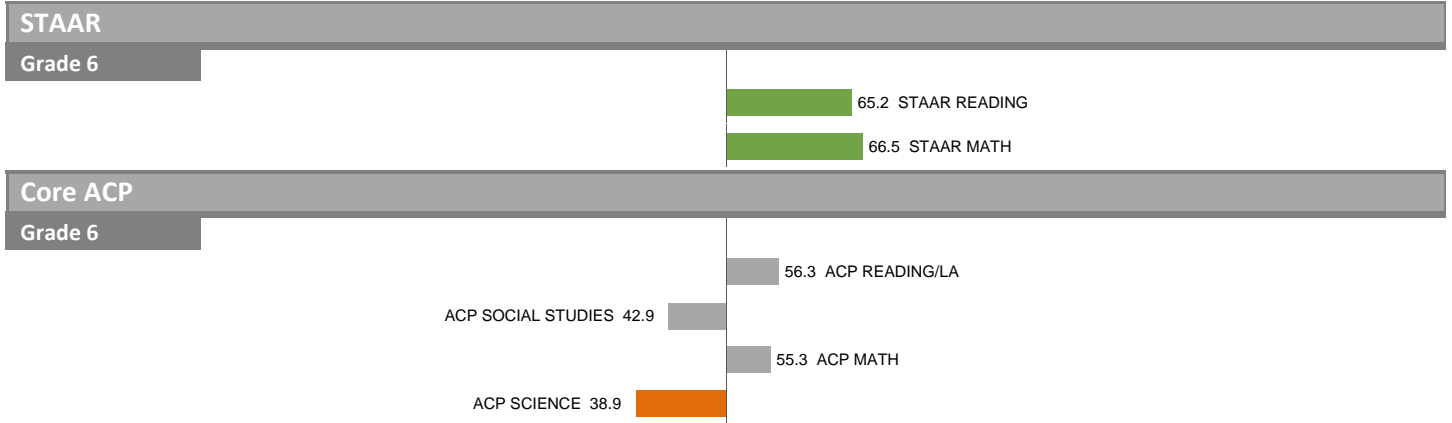 STAAR
Grade 6
65.2 STAAR READING
66.5 STAAR MATH
Core ACP
Grade 6
56.3 ACP READING/LA
ACP SOCIAL STUDIES 42.9
55.3 ACP MATH
ACP SCIENCE 38.9